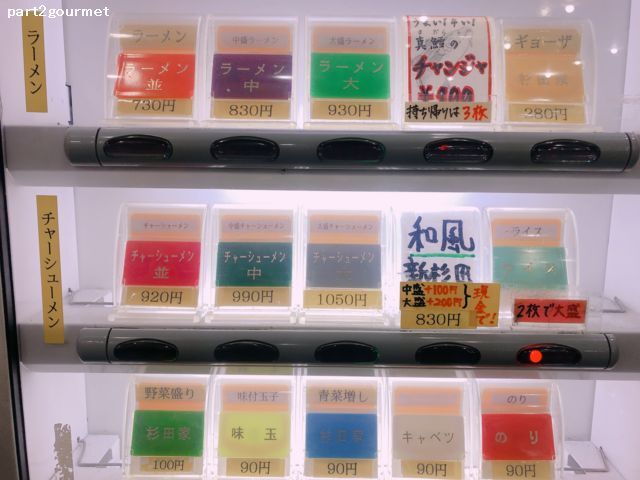 part2gourmet
ラーメン
ラーメン
ラーメン
並
730円
中盛ラーメン
ラーメン
中
830円
大盛ラーメン
ラーメン
大
930円
真鱈の
チャンジャ
持ち帰りは3枚
ギョーザ
杉田家
280円
チャーシューメン
チャーシューメン
チャーシューメン
並
920円
中盛チャーシューメン
チャーシューメン
中
990円
大盛チャーシューメン
チャーシューメン
大
1050円
和風
中盛+100円
大盛+200円
現金で!
830円
ライス
ライス
2枚で大盛
野菜盛り
杉田家
100円
味付玉子
味玉
90円
青菜増し
杉田家
90円
キャベツ
90円
のり
のり
90円